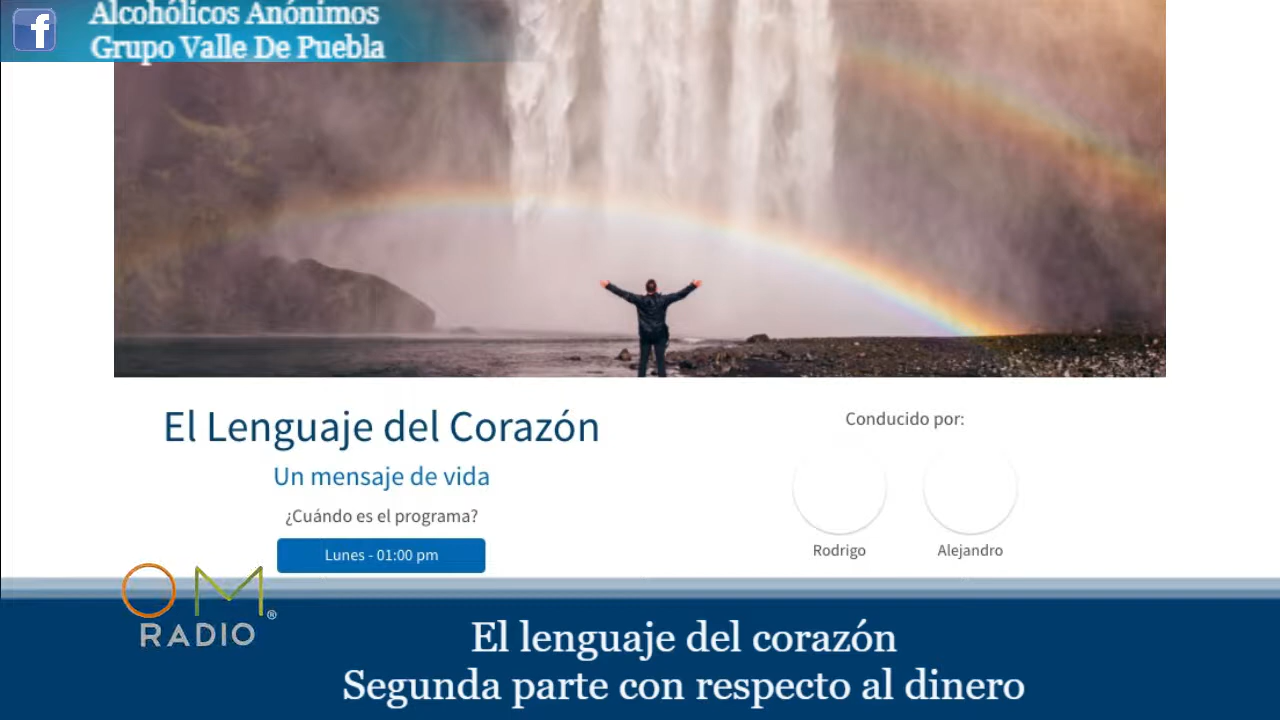 f
Alcohólicos Anónimos
Grupo Valle De Puebla
El Lenguaje del Corazón
Un mensaje de vida
¿Cuándo es el programa?
Lunes - 01:00 pm
Conducido por:
Rodrigo
Alejandro
OM
RADIO®
El lenguaje del corazón
Segunda parte con respecto al dinero